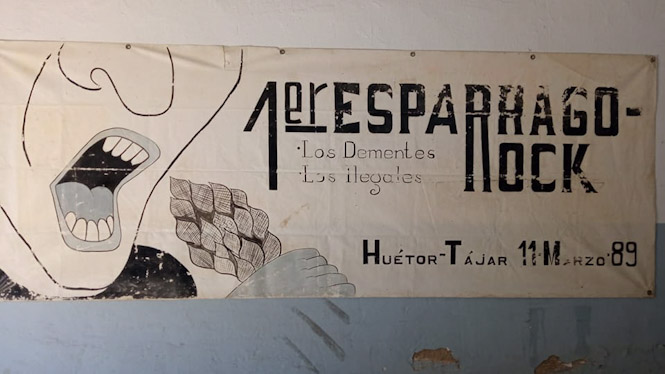 1er ESPARRAGO-
ROCK
·Los Dementes
·Los ilegales
HUÉTOR-TÁJAR 11 MARZO 89